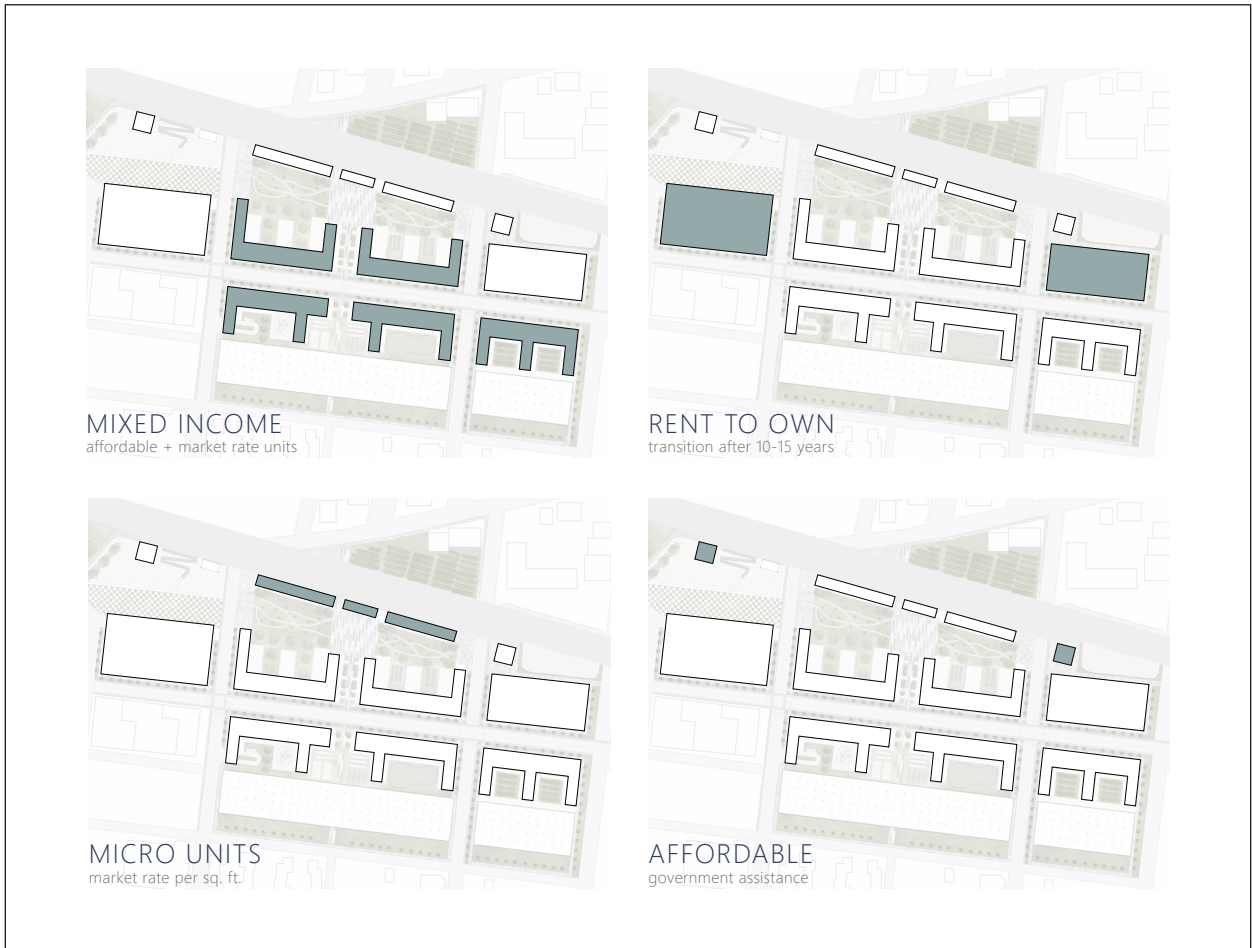 MIXED INCOME
affordable + market rate units
RENT TO OWN
transition after 10-15 years
MICRO UNITS
market rate per sq. ft.
AFFORDABLE
government assistance